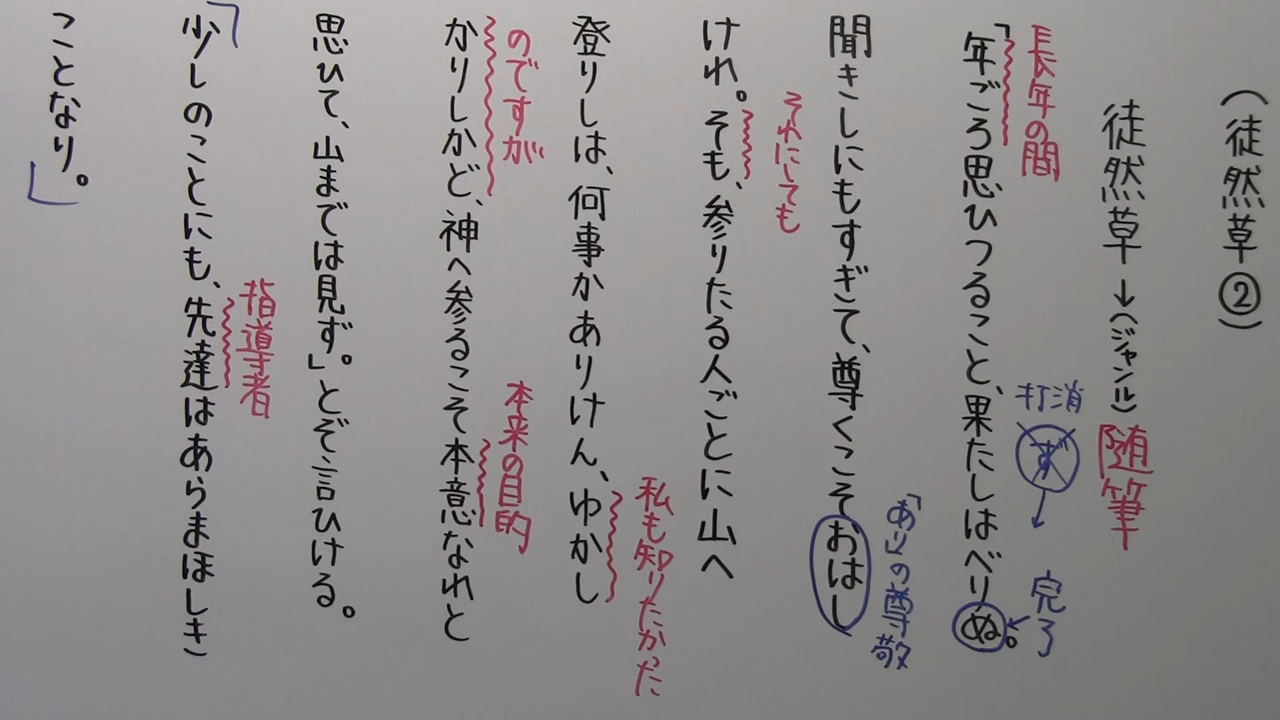 (徒然草②)
徒然草→(ジャンル)随筆
長年の間
打消
ず
完了
「年ごろ思ひつること、果たしはべりぬ。
「あり」の尊敬
聞きしにもすぎて、尊くこそおはし
それにても
けれ。そも、参りたる人ごとに山へ
私も知りたかった
登りしは、何事かありけん、ゆかし
のですが
本来の目的
かりしかど、神へ参るこそ本意なれと
思ひて、山までは見ず。」とぞ言ひける。
指導者
「少しのことにも、先達はあらまほしき
ことなり。」